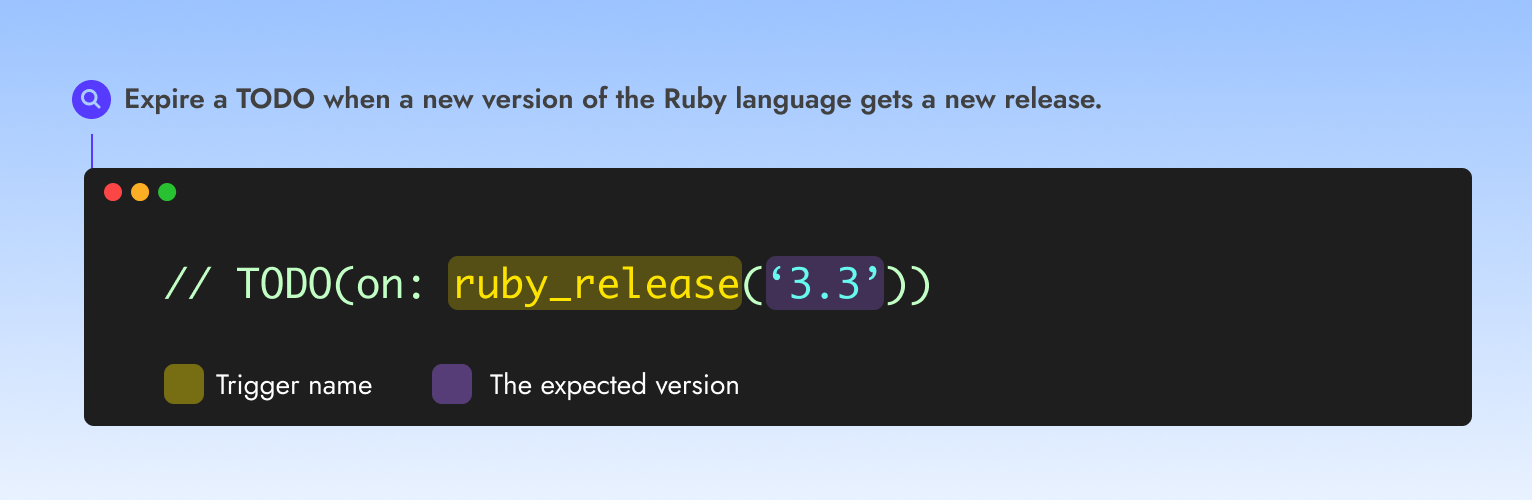 Expire a TODO when a new version of the Ruby language gets a new release.
// TODO(on: ruby_release(‘3.3’))
Trigger name The expected version